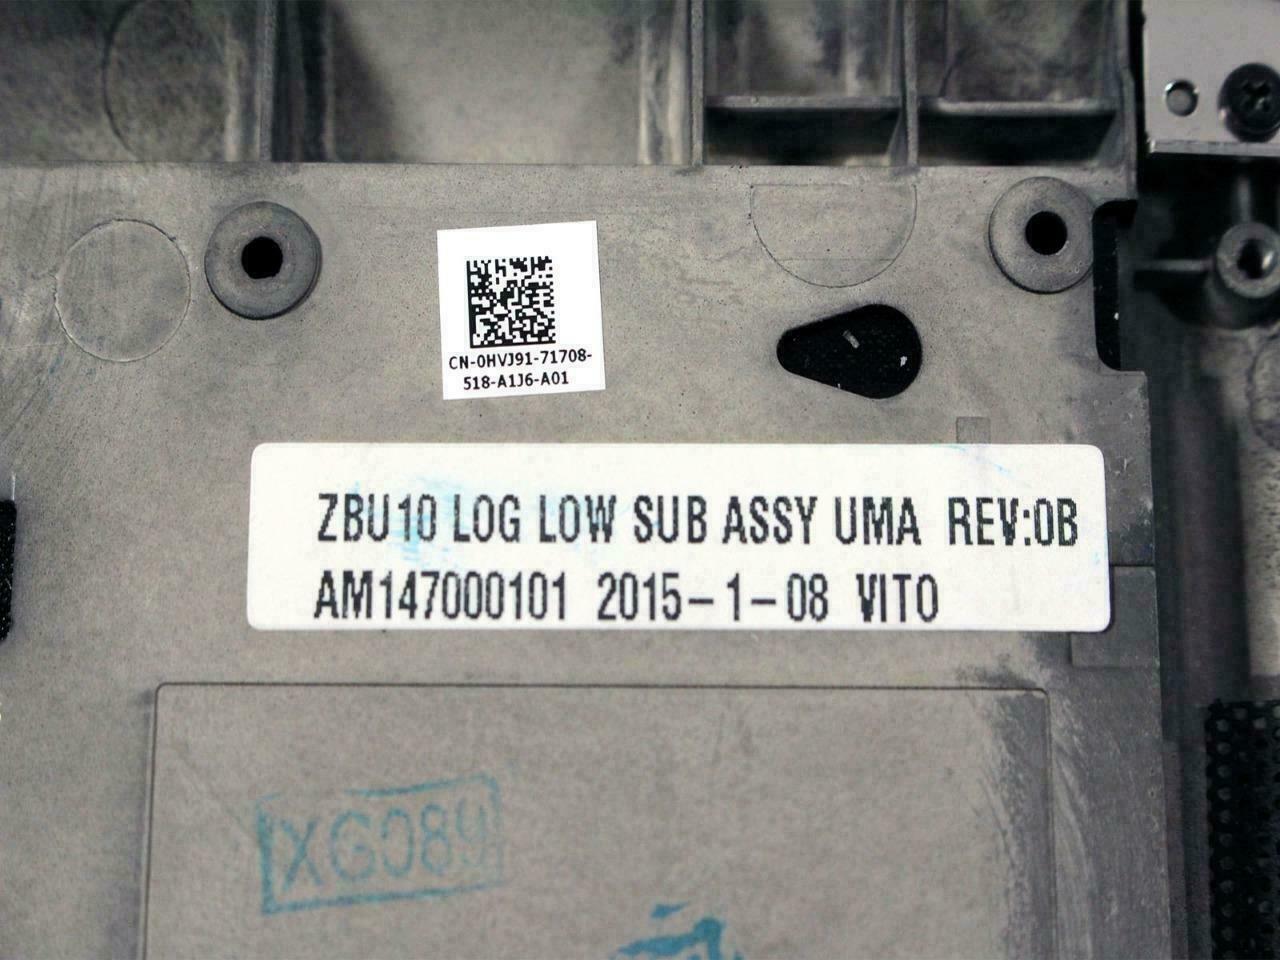 CN-0HVJ91-71708-
518-A1J6-A01
ZBU10 LOG LOW SUB ASSY UMA REV:0B
AM147000101 2015-1-08 VITO
XG089